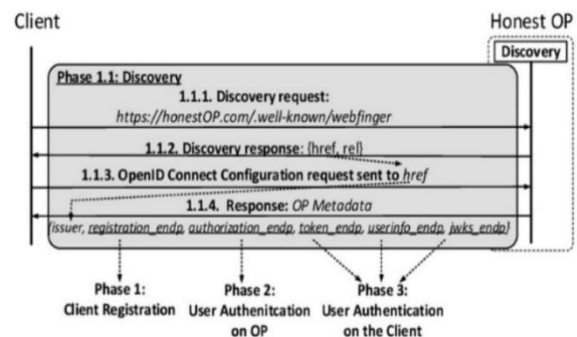 Client
Honest OP
Discovery
Phase 1.1: Discovery
1.1.1. Discovery request:
https://honestOP.com/.well-known/webfinger
1.1.2. Discovery response: {href, rel}
1.1.3. OpenID Connect Configuration request sent to href
1.1.4. Response: OP Metadata
{issuer, registration_endp, authorization_endp, token_endp, userinfo_endp, jwks_endp}
Phase 1:
Client Registration
Phase 2:
User Authenitcation
on OP
Phase 3:
User Authentication
on the Client